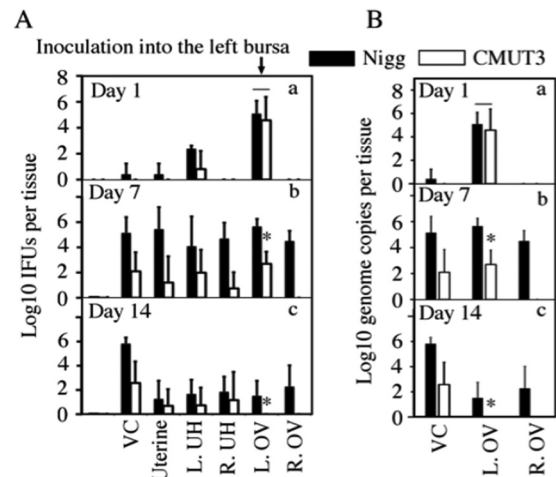 A
B
Inoculation into the left bursa
Nigg
CMUT3
Log10 IFUs per tissue
8
6
4
2
0
Day 1
a
6
4
2
0
Day 7
b
*
6
4
2
0
Day 14
c
*
VC
Uterine
L. UH
R. UH
L. OV
R. OV
Log10 genome copies per tissue
8
6
4
2
0
Day 1
a
6
4
2
0
Day 7
b
*
6
4
2
0
Day 14
c
*
VC
L. OV
R. OV